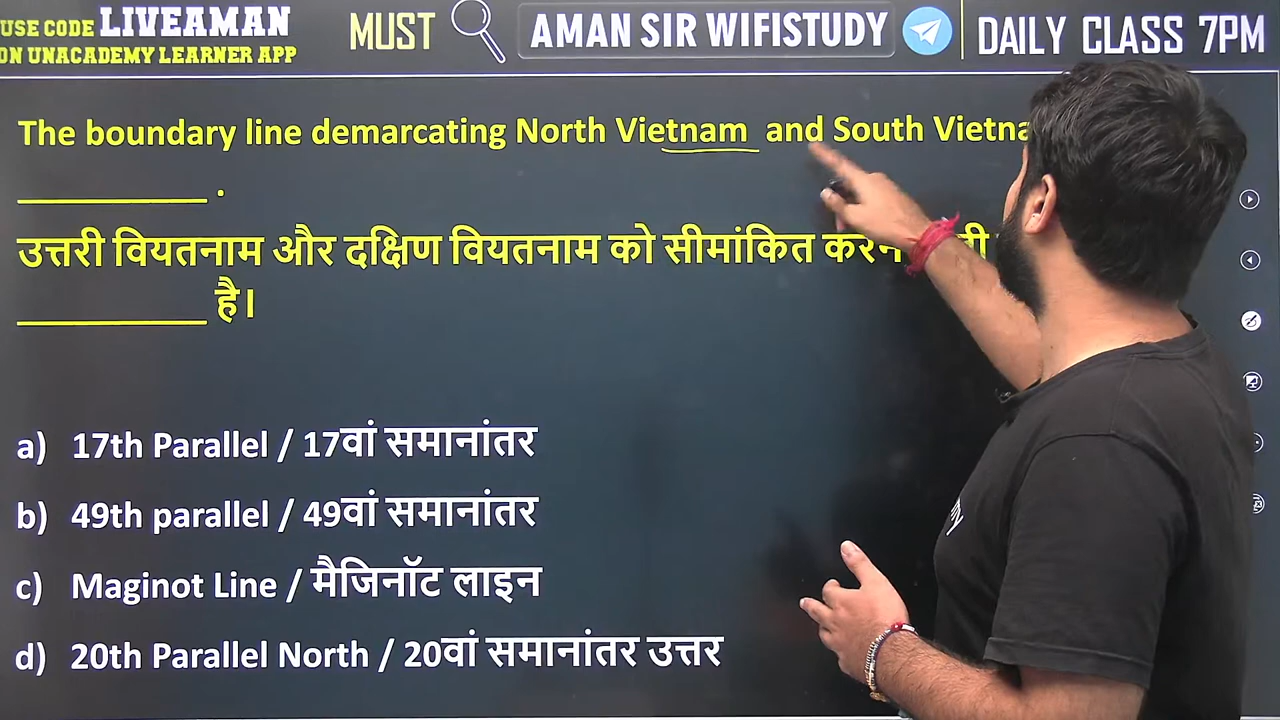 USE CODE LIVEAMAN
ON UNACADEMY LEARNER APP
MUST
AMAN SIR WIFISTUDY
DAILY CLASS 7PM
The boundary line demarcating North Vietnam and South
__________ .
उत्तरी वियतनाम और दक्षिण वियतनाम को सीमांकित
__________ है।
a) 17th Parallel / 17वां समानांतर
b) 49th parallel / 49वां समानांतर
c) Maginot Line / मैजिनॉट लाइन
d) 20th Parallel North / 20वां समानांतर उत्तर